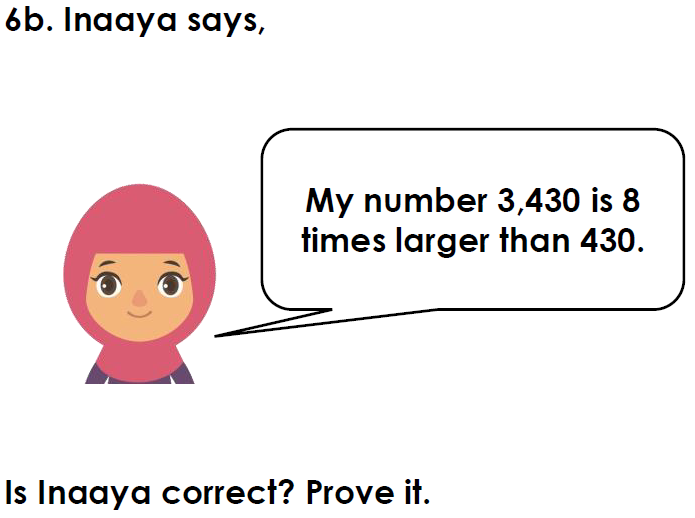 6b. Inaaya says,
My number 3,430 is 8
times larger than 430.
Is Inaaya correct? Prove it.